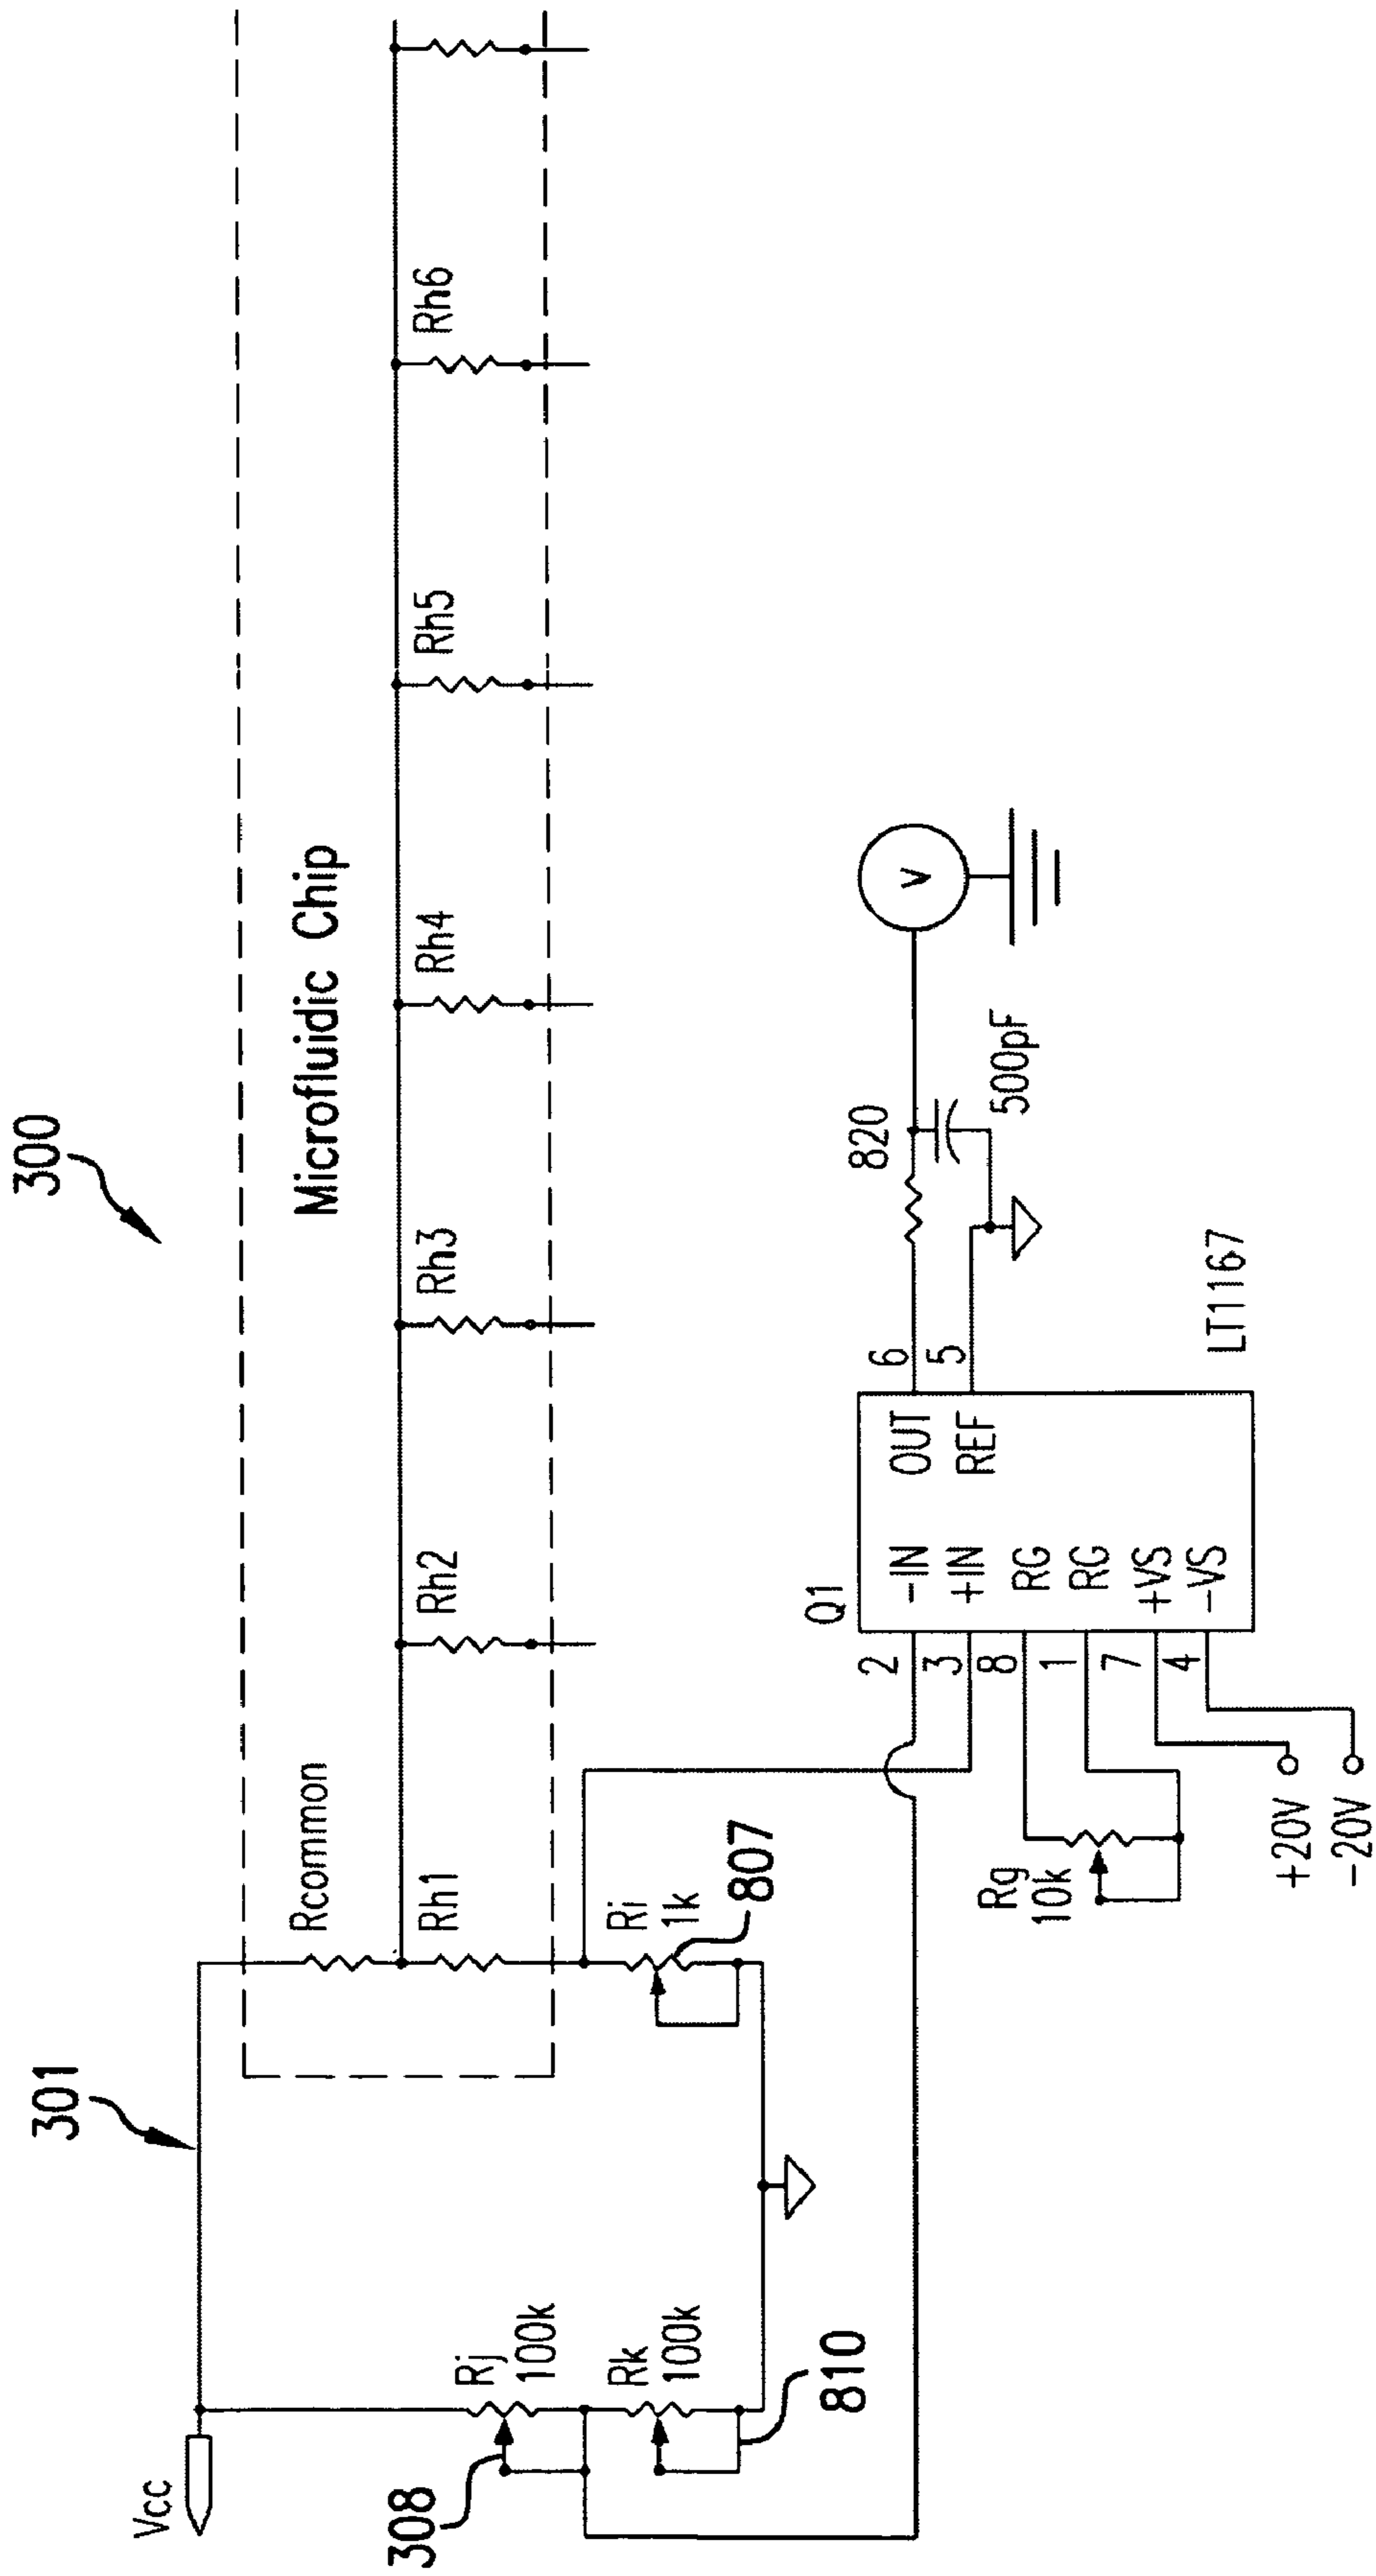 300
301
Vcc
Microfluidic Chip
Rcommon
Rh1
Rh2
Rh3
Rh4
Rh5
Rh6
308
Rj
100k
Rk
100k
810
Ri
1k
807
Q1
2
-IN
3
+IN
8
RG
1
RG
7
+VS
4
-VS
OUT
6
REF
5
LT1167
Rg
10k
+20V
-20V
820
500pF
V